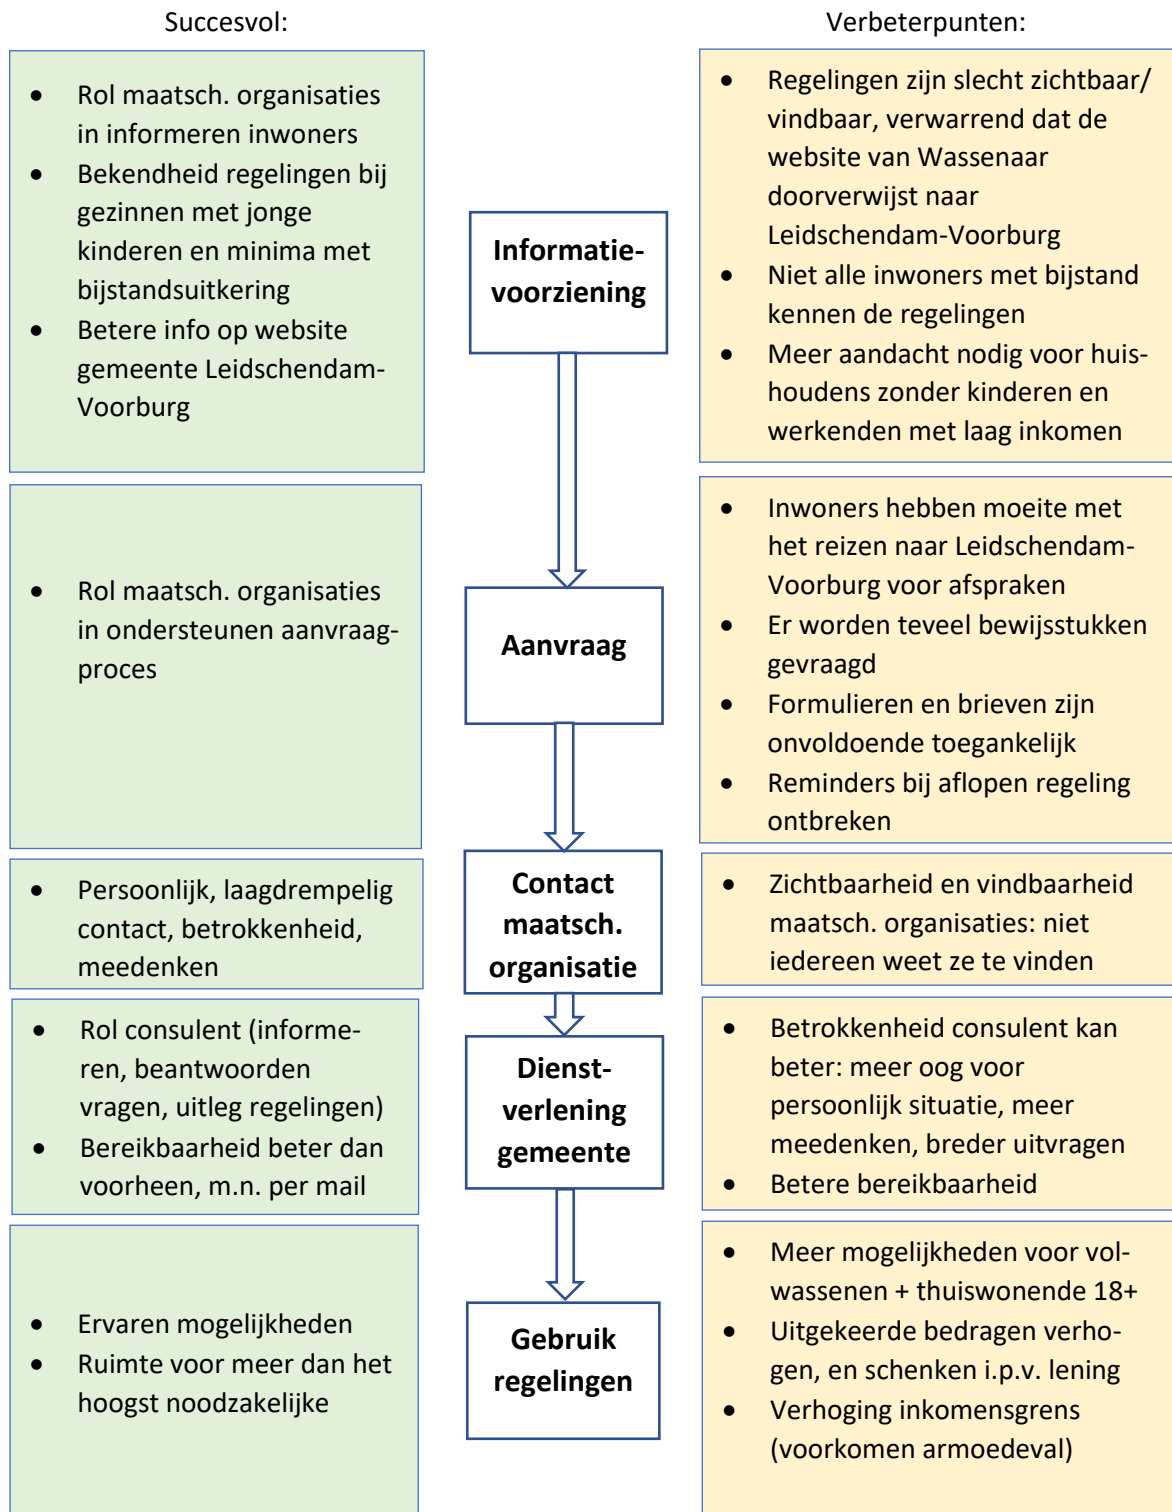 Succesvol:
Verbeterpunten:
• Rol maatsch. organisaties
in informeren inwoners
• Bekendheid regelingen bij
gezinnen met jonge
kinderen en minima met
bijstandsuitkering
• Betere info op website
gemeente Leidschendam-
Voorburg
Informatie-
voorziening
• Regelingen zijn slecht zichtbaar/
vindbaar, verwarrend dat de
website van Wassenaar
doorverwijst naar
Leidschendam-Voorburg
• Niet alle inwoners met bijstand
kennen de regelingen
• Meer aandacht nodig voor huis-
houdens zonder kinderen en
werkenden met laag inkomen
• Rol maatsch. organisaties
in ondersteunen aanvraag-
proces
Aanvraag
• Inwoners hebben moeite met
het reizen naar Leidschendam-
Voorburg voor afspraken
• Er worden teveel bewijsstukken
gevraagd
• Formulieren en brieven zijn
onvoldoende toegankelijk
• Reminders bij aflopen regeling
ontbreken
• Persoonlijk, laagdrempelig
contact, betrokkenheid,
meedenken
Contact
maatsch.
organisatie
• Zichtbaarheid en vindbaarheid
maatsch. organisaties: niet
iedereen weet ze te vinden
• Rol consulent (informe-
ren, beantwoorden
vragen, uitleg regelingen)
• Bereikbaarheid beter dan
voorheen, m.n. per mail
Dienst-
verlening
gemeente
• Betrokkenheid consulent kan
beter: meer oog voor
persoonlijk situatie, meer
meedenken, breder uitvragen
• Betere bereikbaarheid
• Ervaren mogelijkheden
• Ruimte voor meer dan het
hoogst noodzakelijke
Gebruik
regelingen
• Meer mogelijkheden voor vol-
wassenen + thuiswonende 18+
• Uitgekeerde bedragen verho-
gen, en schenken i.p.v. lening
• Verhoging inkomensgrens
(voorkomen armoedeval)